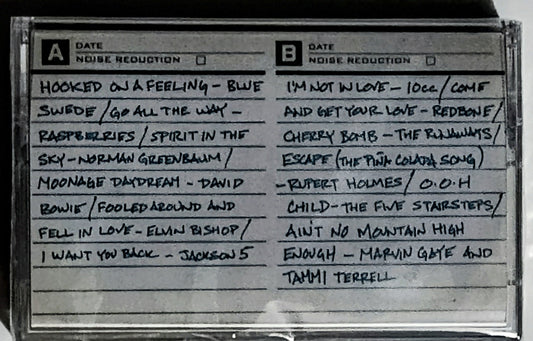 A DATE
NOISE REDUCTION
HOOKED ON A FEELING - BLUE
SWEDE / GO ALL THE WAY -
RASPBERRIES / SPIRIT IN THE
SKY - NORMAN GREENBAUM /
MOONAGE DAYDREAM - DAVID
BOWIE / FOOLED AROUND AND
FELL IN LOVE - ELVIN BISHOP /
I WANT YOU BACK - JACKSON 5
B DATE
NOISE REDUCTION
I'M NOT IN LOVE - 10cc / COME
AND GET YOUR LOVE - REDBONE /
CHERRY BOMB - THE RUNAWAYS /
ESCAPE (THE PIÑA COLADA SONG)
- RUPERT HOLMES / O.O.H
CHILD - THE FIVE STAIRSTEPS /
AIN'T NO MOUNTAIN HIGH
ENOUGH - MARVIN GAYE AND
TAMMI TERRELL